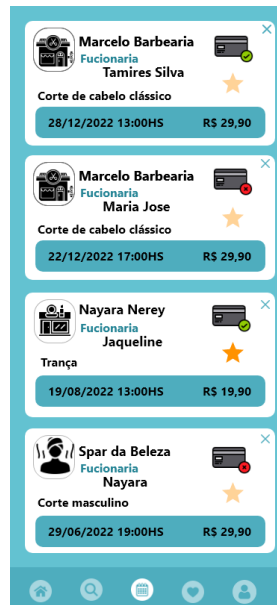 Marcelo Barbearia
Fucionaria
Tamires Silva
Corte de cabelo clássico
28/12/2022 13:00HS R$ 29,90
Marcelo Barbearia
Fucionaria
Maria Jose
Corte de cabelo clássico
22/12/2022 17:00HS R$ 29,90
Nayara Nerey
Fucionaria
Jaqueline
Trança
19/08/2022 13:00HS R$ 19,90
Spar da Beleza
Fucionaria
Nayara
Corte masculino
29/06/2022 19:00HS R$ 29,90